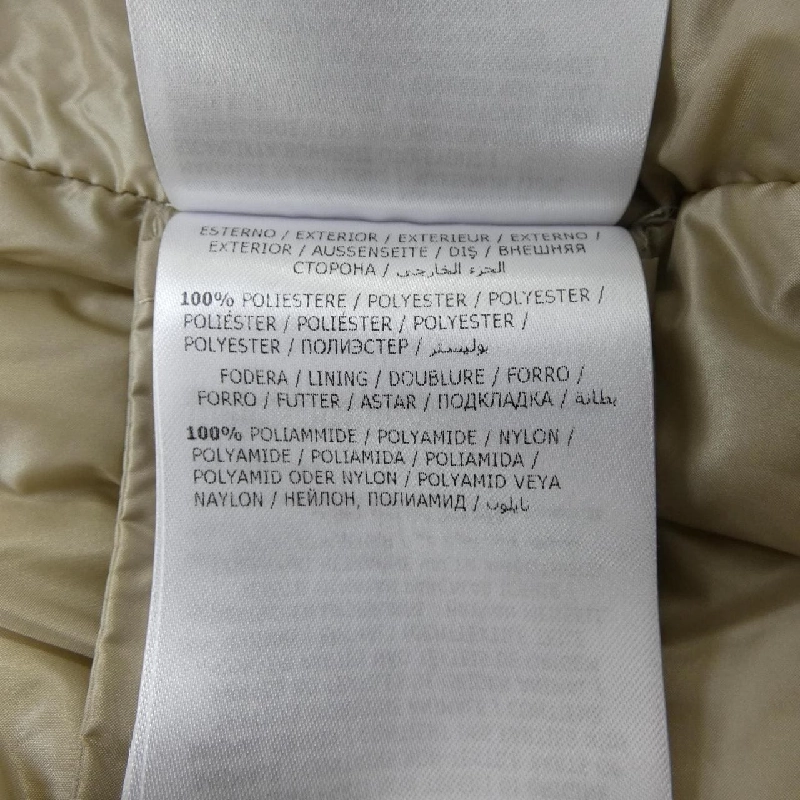 ESTERNO / EXTERIOR / EXTERIEUR / EXTERNO /
EXTERIOR / AUSSENSEITE / DIŞ / ВНЕШНЯЯ
СТОРОНА / الجزء الخارجي
100% POLIESTERE / POLYESTER / POLYESTER /
POLIÉSTER / POLIÉSTER / POLYESTER /
POLYESTER / ПОЛИЭСТЕР / بوليستر
FODERA / LINING / DOUBLURE / FORRO /
FORRO / FUTTER / ASTAR / ПОДКЛАДКА / بطانة
100% POLIAMMIDE / POLYAMIDE / NYLON /
POLYAMIDE / POLIAMIDA / POLIAMIDA /
POLYAMID ODER NYLON / POLYAMID VEYA
NAYLON / НЕЙЛОН, ПОЛИАМИД / نايلون